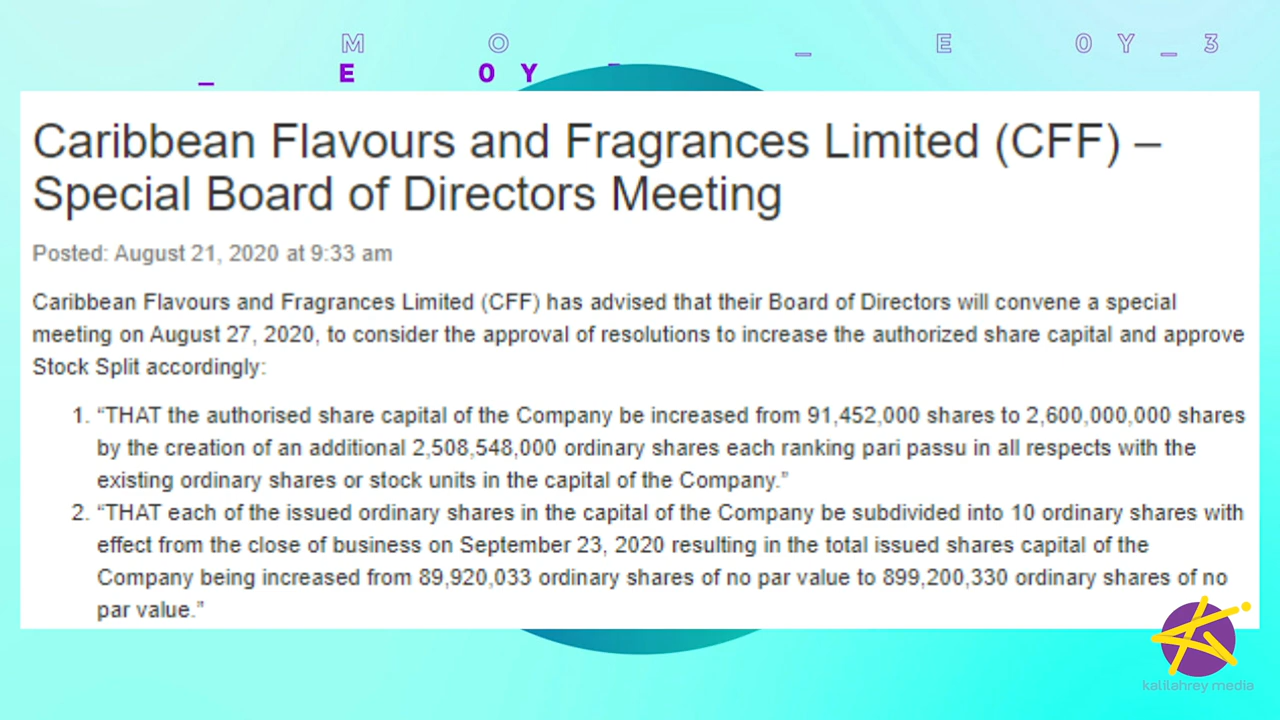 M O _ E 0 Y _ 3
_ E 0 Y
Caribbean Flavours and Fragrances Limited (CFF) –
Special Board of Directors Meeting
Posted: August 21, 2020 at 9:33 am
Caribbean Flavours and Fragrances Limited (CFF) has advised that their Board of Directors will convene a special
meeting on August 27, 2020, to consider the approval of resolutions to increase the authorized share capital and approve
Stock Split accordingly:
1. “THAT the authorised share capital of the Company be increased from 91,452,000 shares to 2,600,000,000 shares
by the creation of an additional 2,508,548,000 ordinary shares each ranking pari passu in all respects with the
existing ordinary shares or stock units in the capital of the Company.”
2. “THAT each of the issued ordinary shares in the capital of the Company be subdivided into 10 ordinary shares with
effect from the close of business on September 23, 2020 resulting in the total issued shares capital of the
Company being increased from 89,920,033 ordinary shares of no par value to 899,200,330 ordinary shares of no
par value.”
kalilahrey media